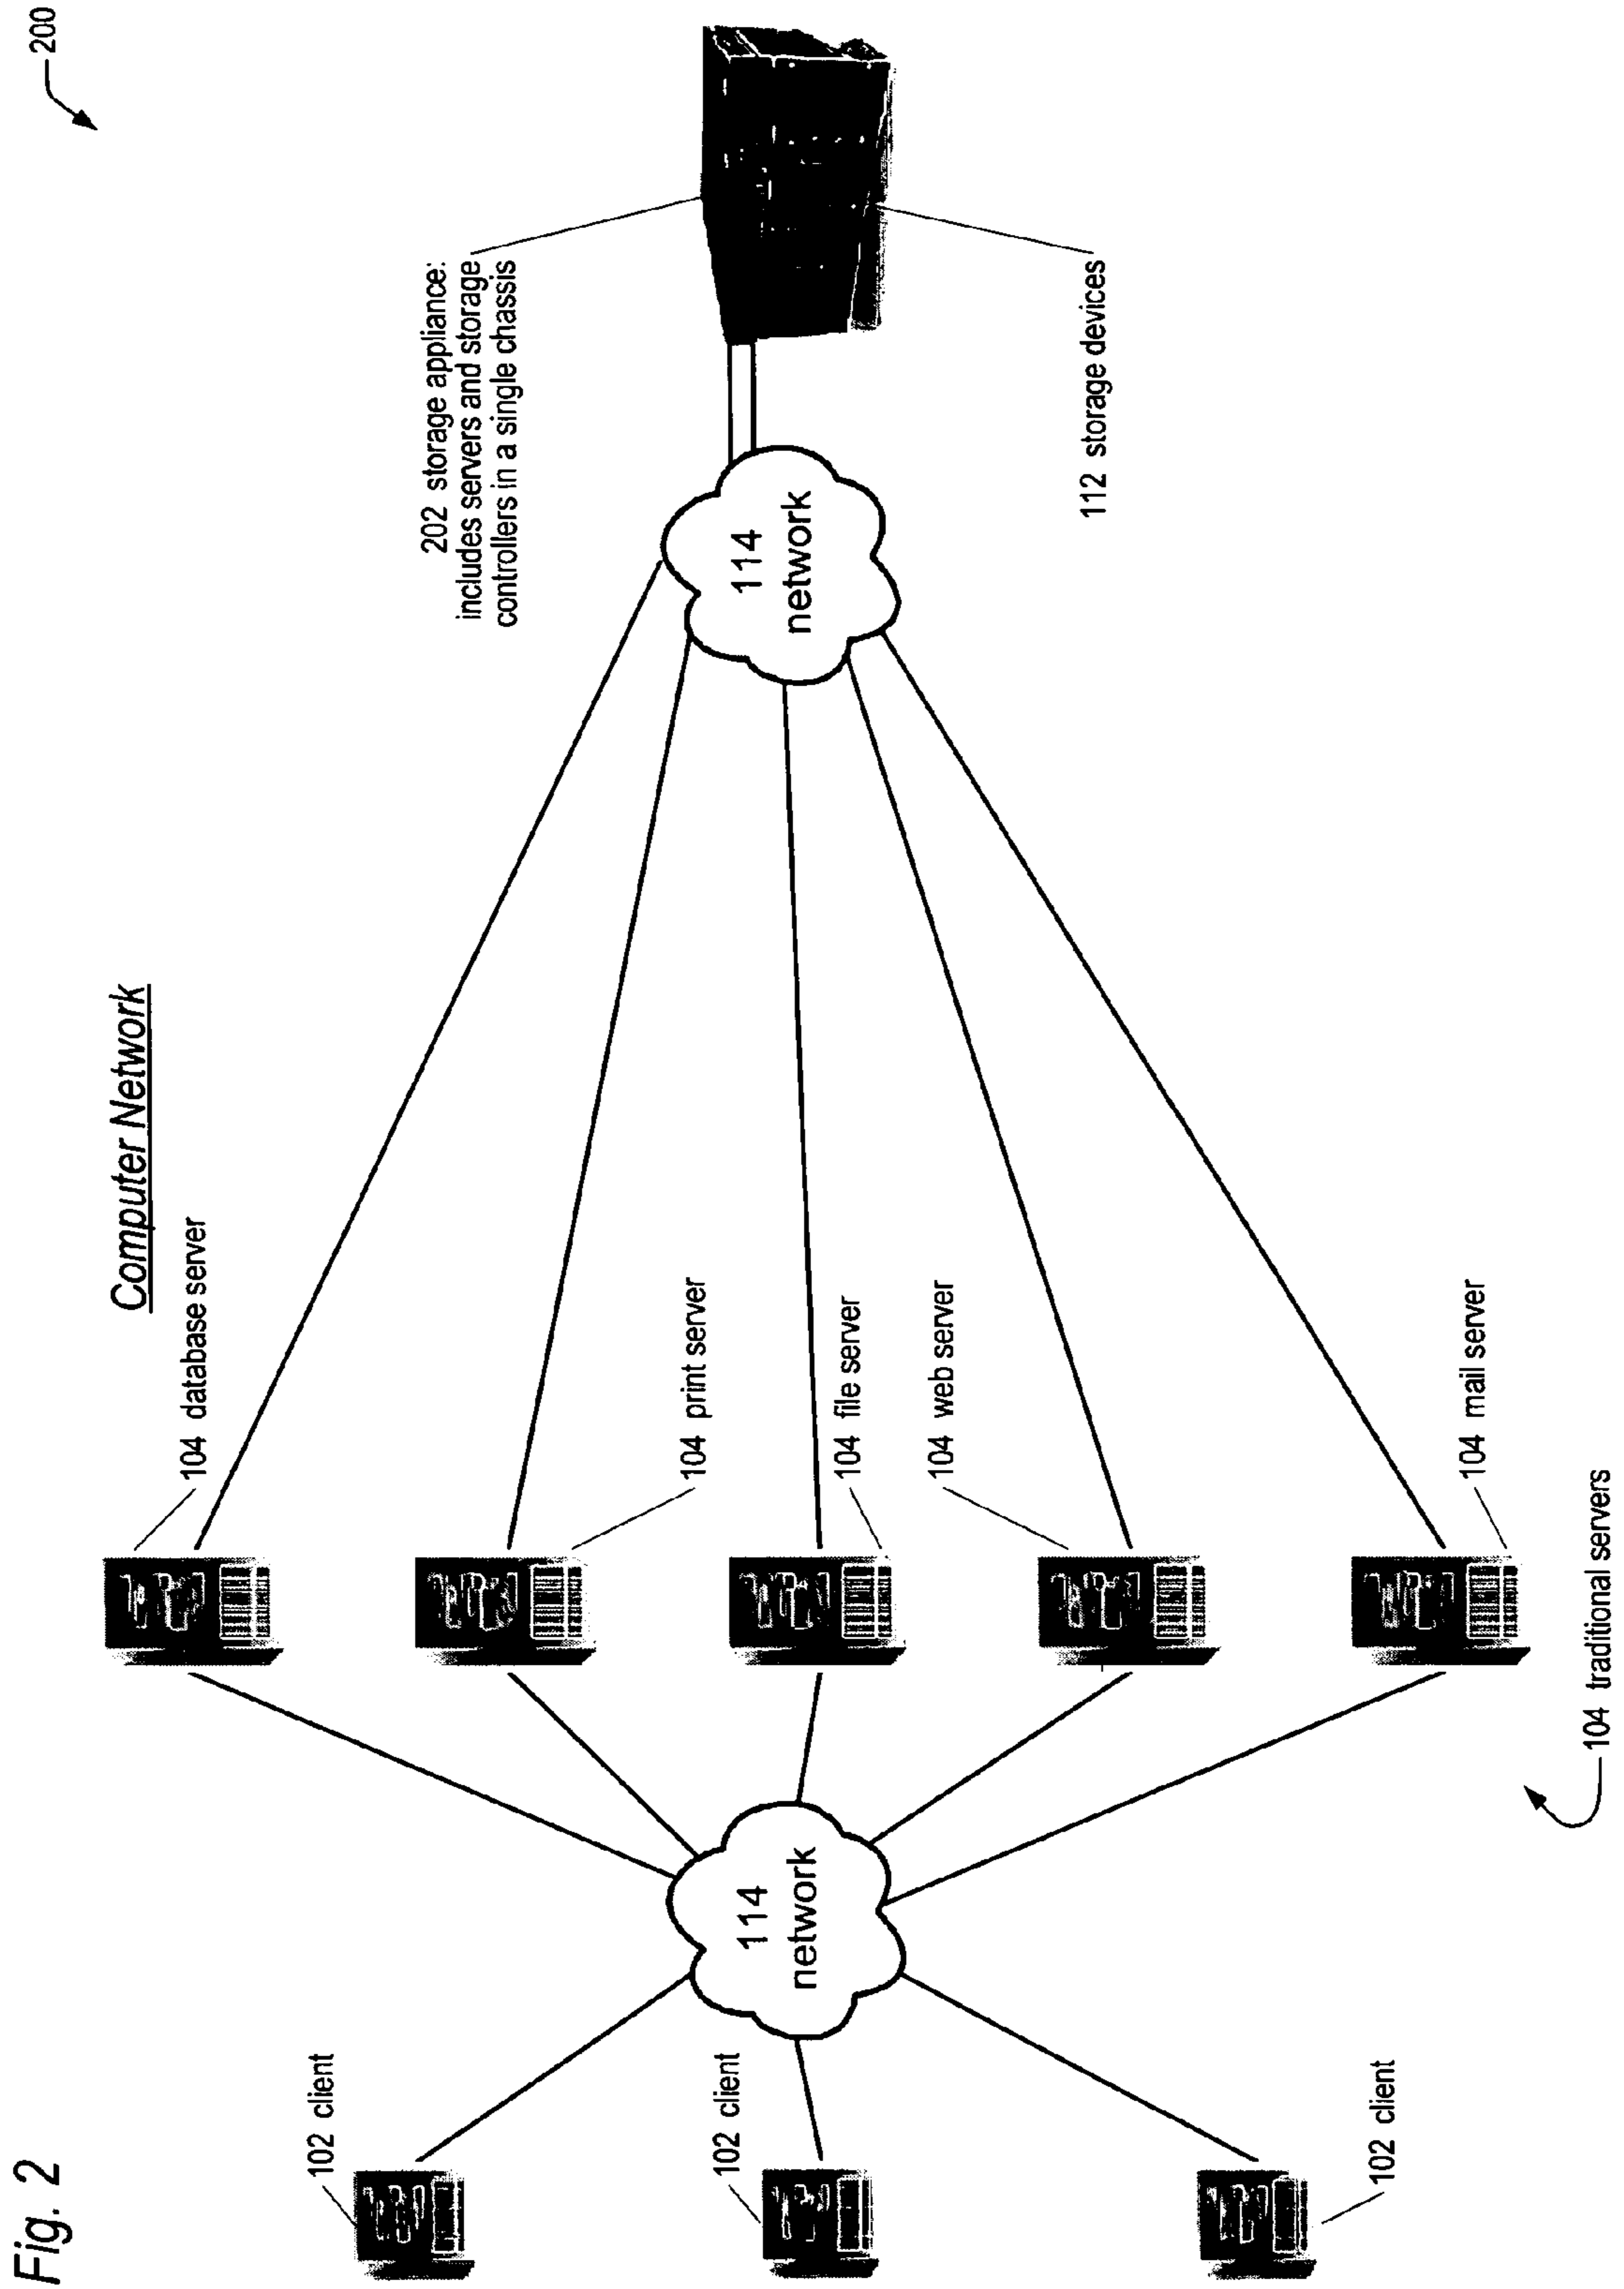 Fig. 2
Computer Network
200
102 client
102 client
102 client
114
network
104 database server
104 print server
104 file server
104 web server
104 mail server
104 traditional servers
114
network
202 storage appliance:
includes servers and storage
controllers in a single chassis
112 storage devices